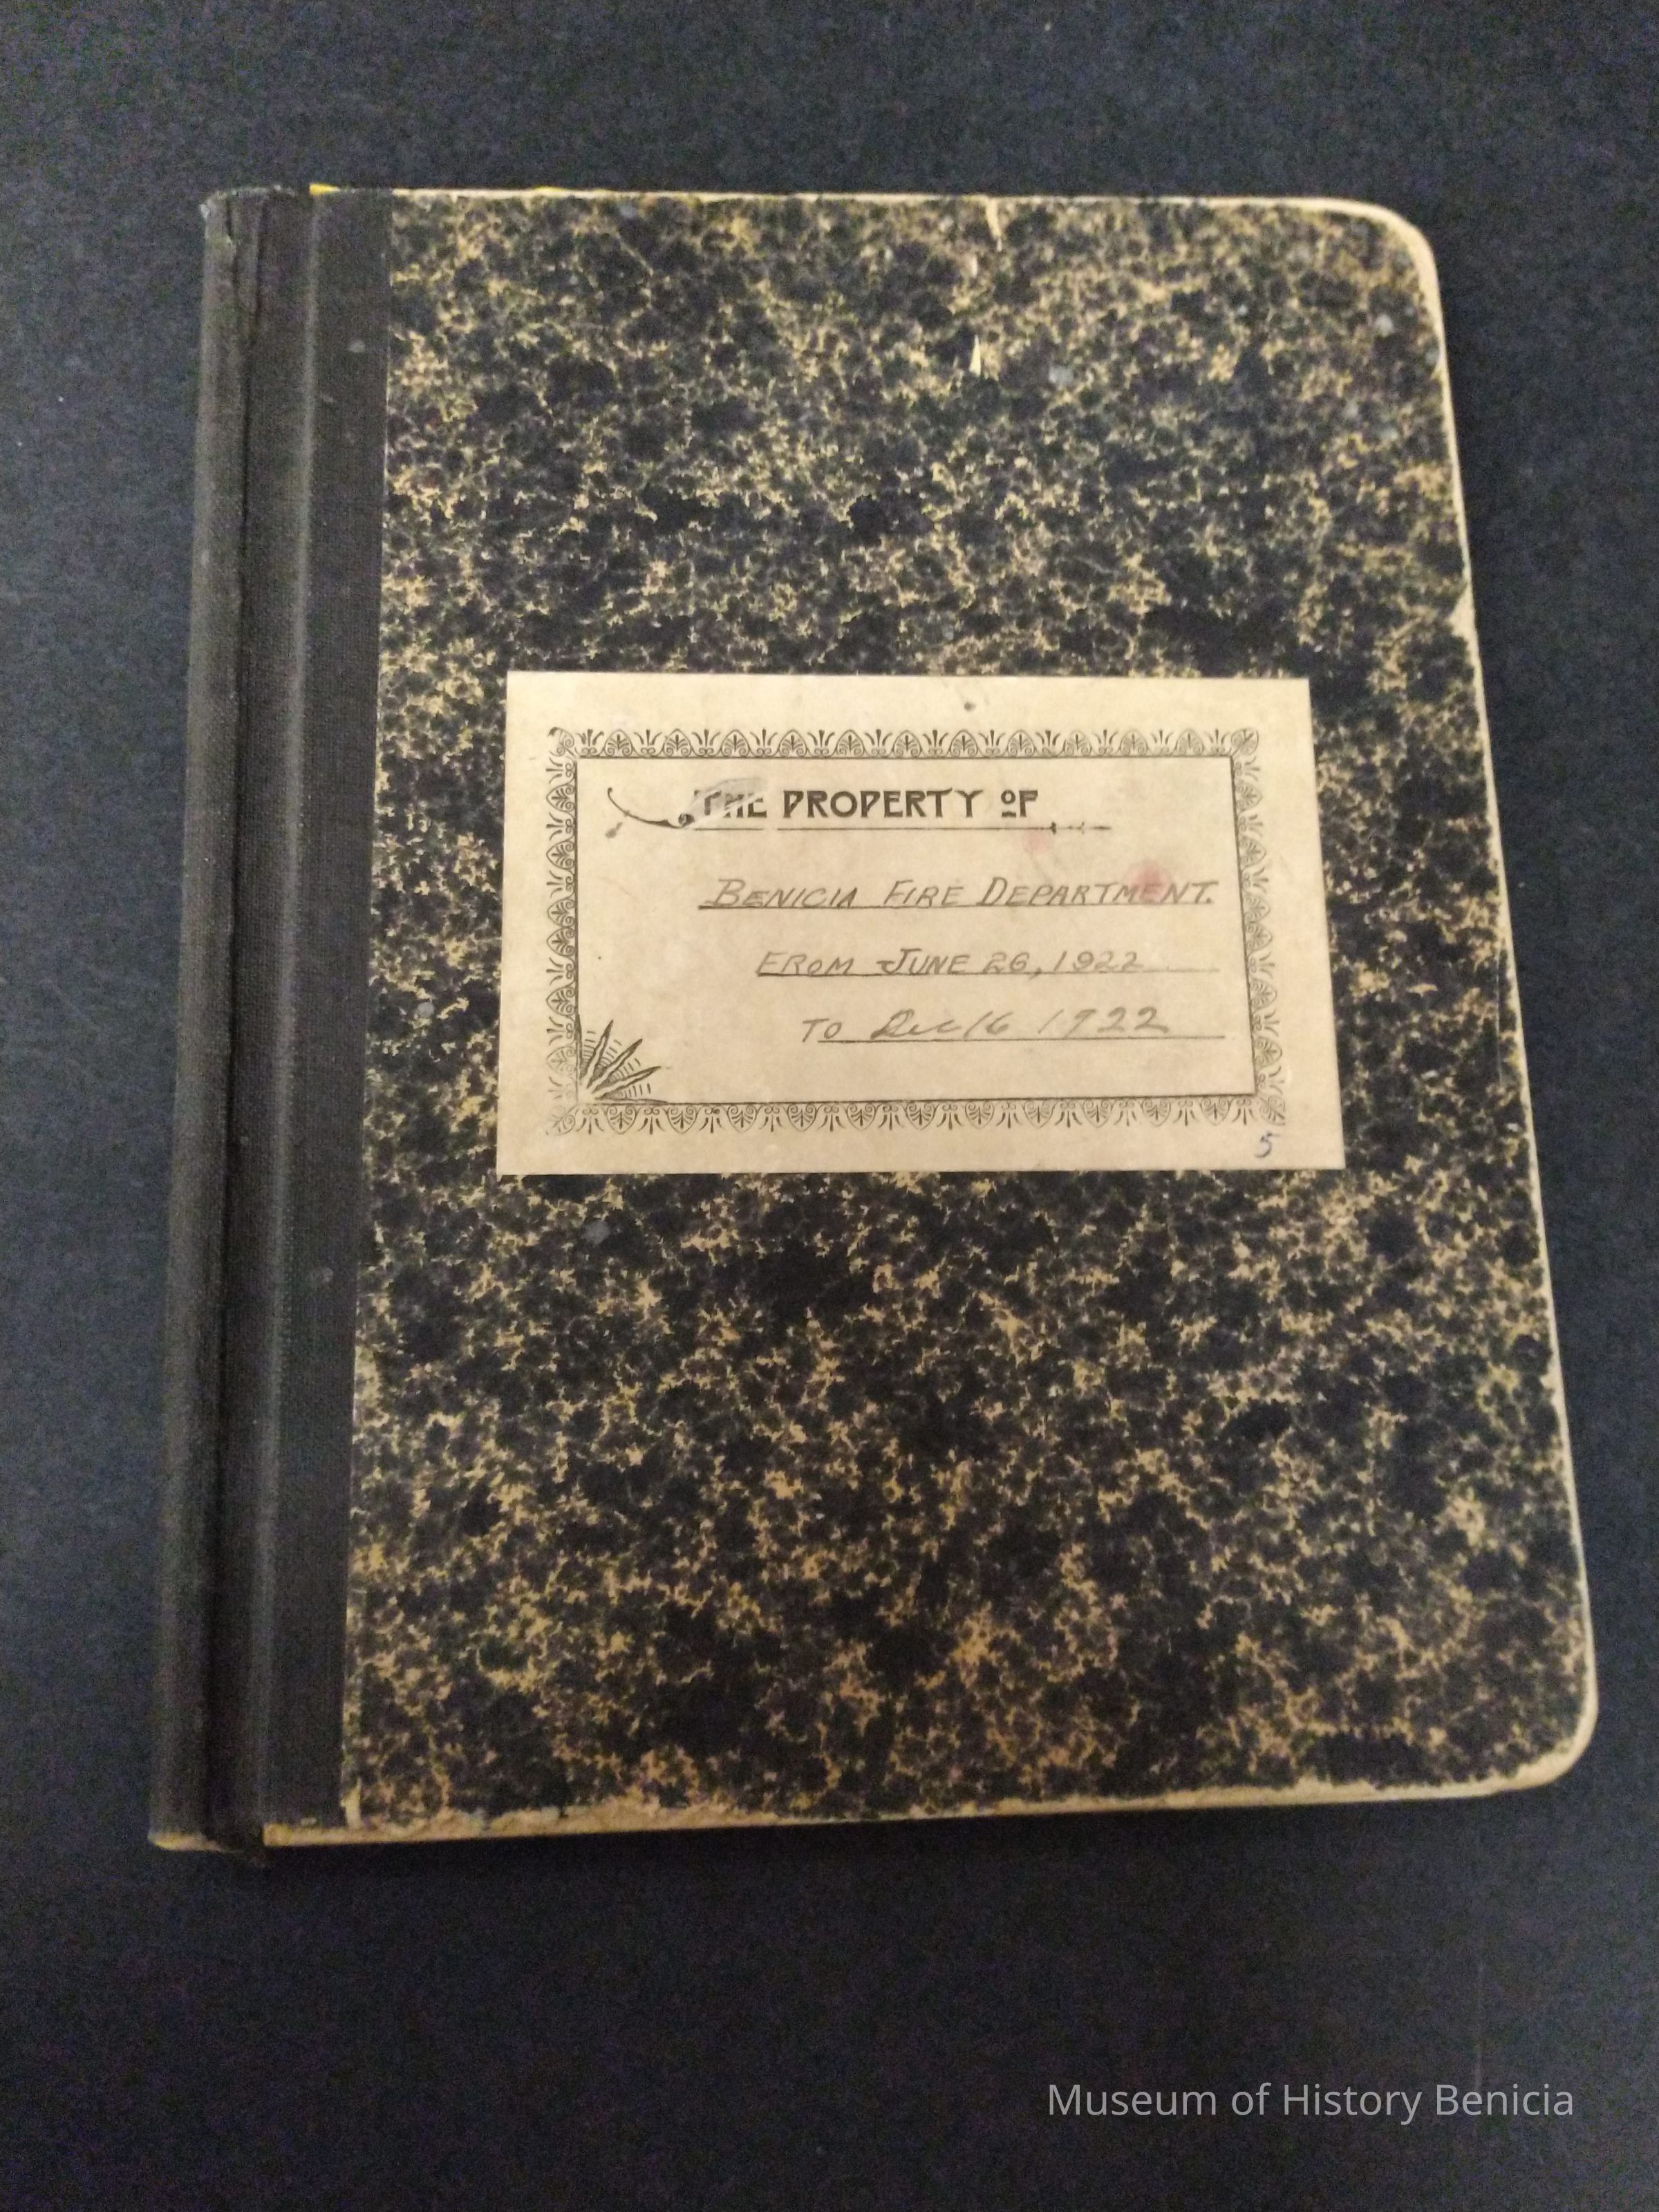 THE PROPERTY OF
BENICIA FIRE DEPARTMENT.
FROM JUNE 26, 1922
TO Dec 16 1922
5
Museum of History Benicia